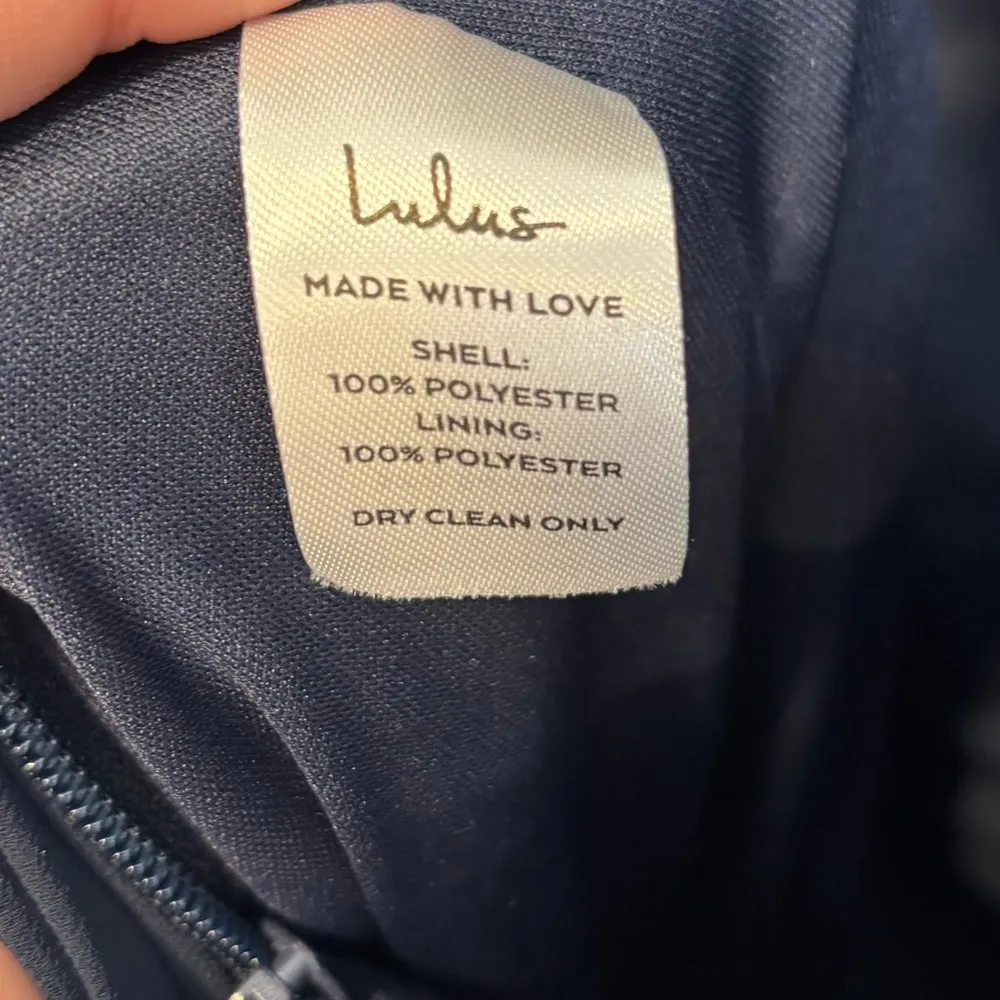 Lulus
MADE WITH LOVE
SHELL:
100% POLYESTER
LINING:
100% POLYESTER
DRY CLEAN ONLY